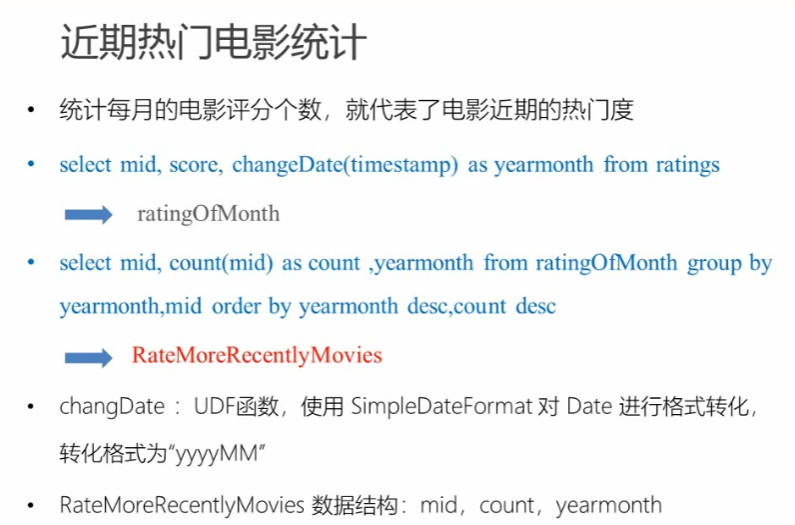 近期热门电影统计
• 统计每月的电影评分个数，就代表了电影近期的热门度
• select mid, score, changeDate(timestamp) as yearmonth from ratings
ratingOfMonth
• select mid, count(mid) as count ,yearmonth from ratingOfMonth group by
yearmonth,mid order by yearmonth desc,count desc
RateMoreRecentlyMovies
• changDate ：UDF函数，使用 SimpleDateFormat 对 Date 进行格式转化，
转化格式为“yyyyMM”
• RateMoreRecentlyMovies 数据结构：mid，count，yearmonth